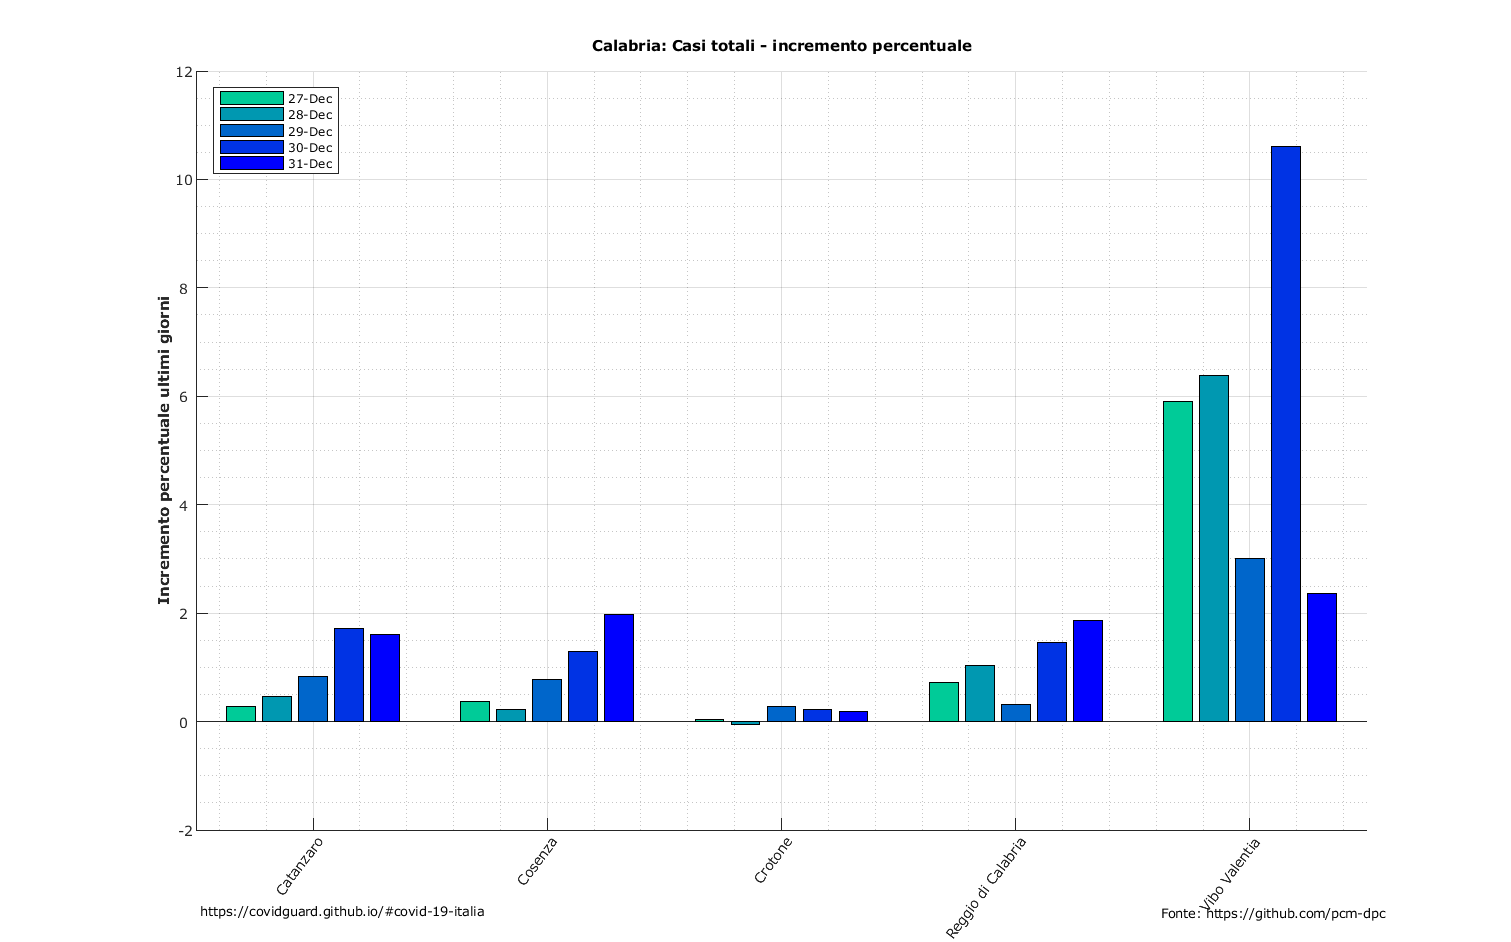 Calabria: Casi totali - incremento percentuale
12
10
8
6
4
2
0
-2
Incremento percentuale ultimi giorni
27-Dec
28-Dec
29-Dec
30-Dec
31-Dec
Catanzaro
Cosenza
Crotone
Reggio di Calabria
Vibo Valentia
https://covidguard.github.io/#covid-19-italia
Fonte: https://github.com/pcm-dpc